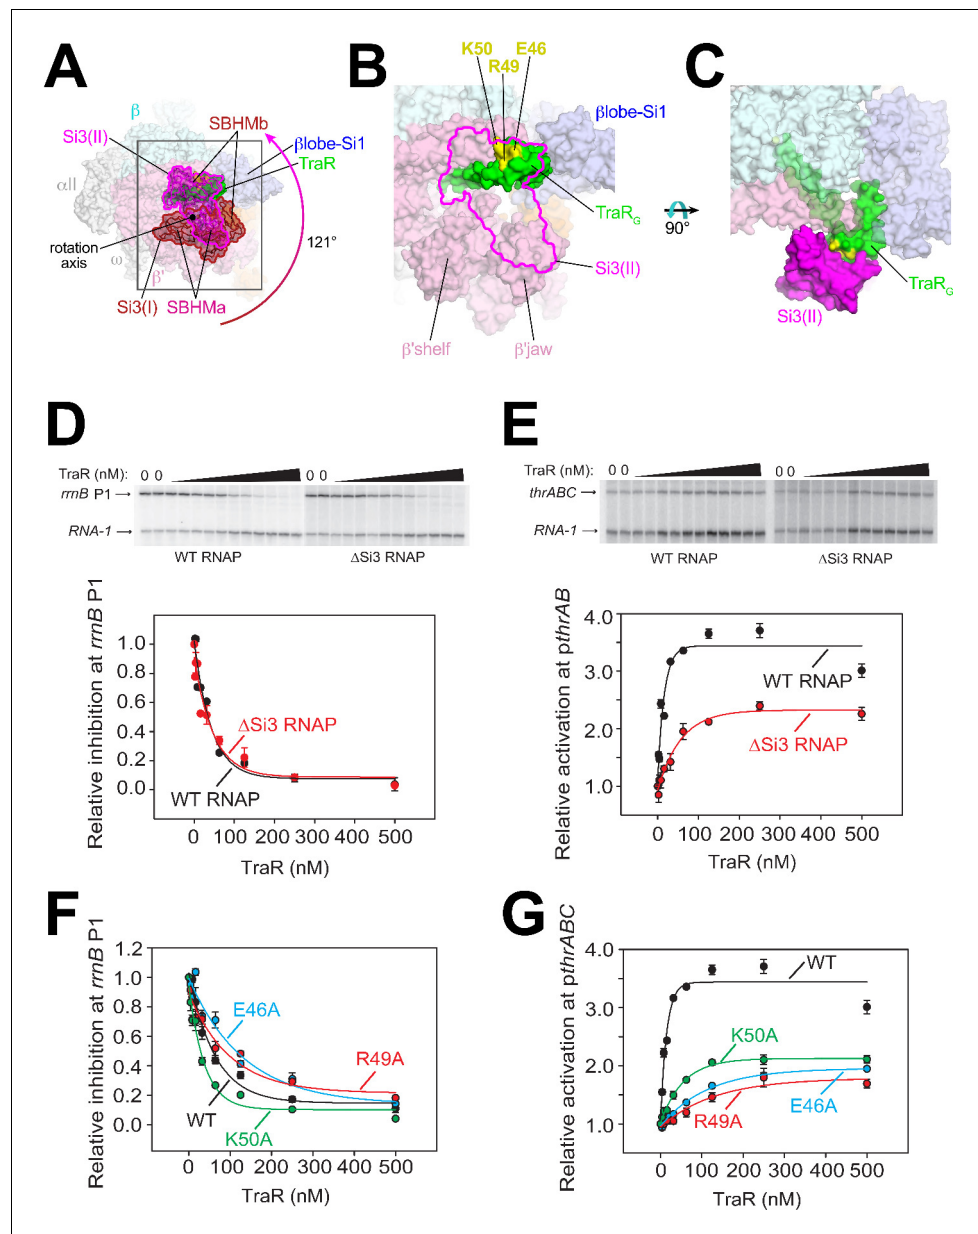 A
B
C
β
Si3(II)
SBHMb
βlobe-Si1
TraR
αII
rotation
axis
ω
β'
121°
Si3(I)
SBHMa
K50
R49
E46
βlobe-Si1
TraRG
Si3(II)
β'shelf
β'jaw
90°
TraRG
Si3(II)
D
TraR (nM): 0 0 0 0
rrnB P1
RNA-1
WT RNAP
ΔSi3 RNAP
Relative inhibition at rrnB P1
1.0
0.8
0.6
0.4
0.2
0.0
ΔSi3 RNAP
WT RNAP
0 100 200 300 400 500
TraR (nM)
E
TraR (nM): 0 0 0 0
thrABC
RNA-1
WT RNAP
ΔSi3 RNAP
Relative activation at pthrAB
4.0
3.0
2.0
1.0
WT RNAP
ΔSi3 RNAP
0 100 200 300 400 500
TraR (nM)
F
Relative inhibition at rrnB P1
1.2
1.0
0.8
0.6
0.4
0.2
0.0
E46A
R49A
WT
K50A
0 100 200 300 400 500
TraR (nM)
G
Relative activation at pthrABC
4.0
3.0
2.0
1.0
WT
K50A
E46A
R49A
0 100 200 300 400 500
TraR (nM)